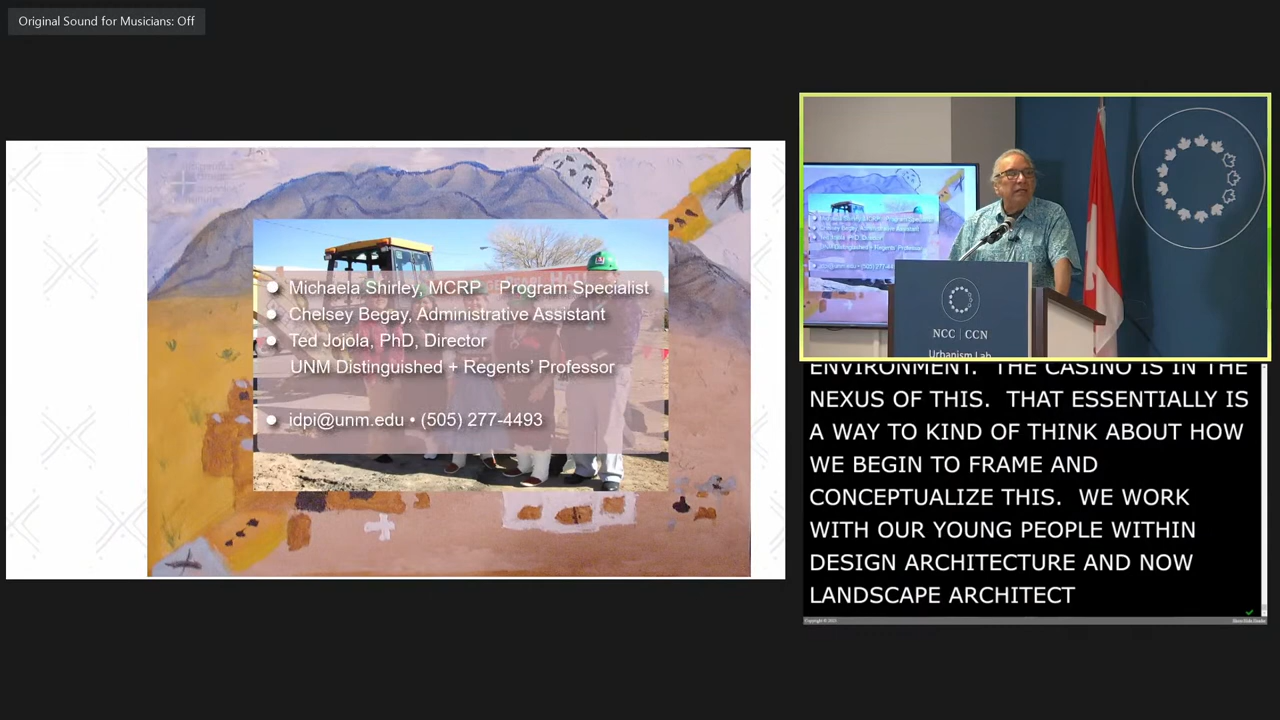 Original Sound for Musicians: Off
Michaela Shirley, MCRP Program Specialist
Chelsey Begay, Administrative Assistant
Ted Jojola, PhD, Director
UNM Distinguished + Regents' Professor
idpi@unm.edu • (505) 277-4493
NCC | CCN
Urbanism Lab
ENVIRONMENT. THE CASINO IS IN THE
NEXUS OF THIS. THAT ESSENTIALLY IS
A WAY TO KIND OF THINK ABOUT HOW
WE BEGIN TO FRAME AND
CONCEPTUALIZE THIS. WE WORK
WITH OUR YOUNG PEOPLE WITHIN
DESIGN ARCHITECTURE AND NOW
LANDSCAPE ARCHITECT